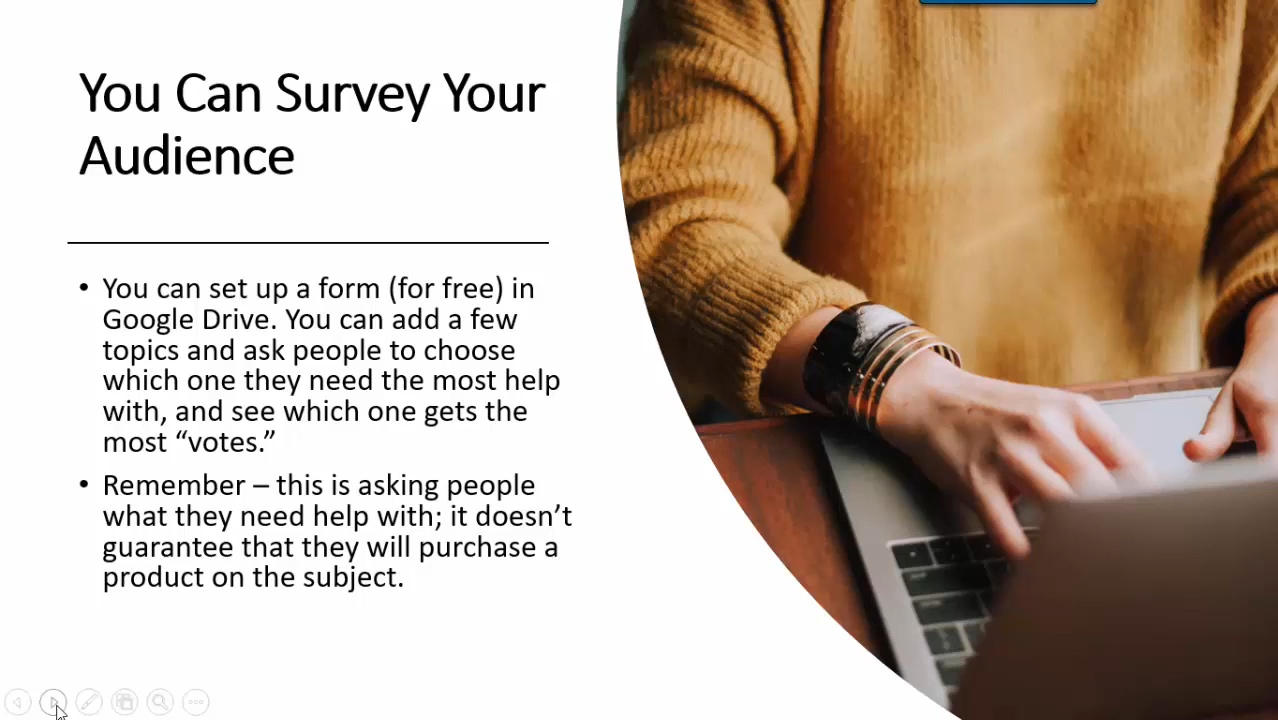 You Can Survey Your
Audience
• You can set up a form (for free) in
Google Drive. You can add a few
topics and ask people to choose
which one they need the most help
with, and see which one gets the
most “votes.”
• Remember – this is asking people
what they need help with; it doesn’t
guarantee that they will purchase a
product on the subject.